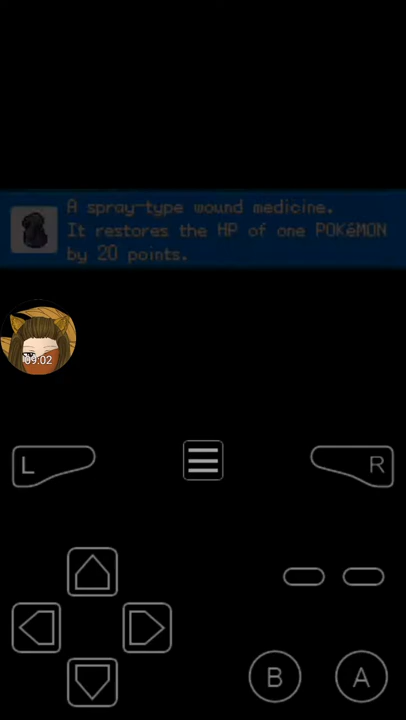 A spray-type wound medicine.
It restores the HP of one POKéMON
by 20 points.
09:02
L
R
B
A